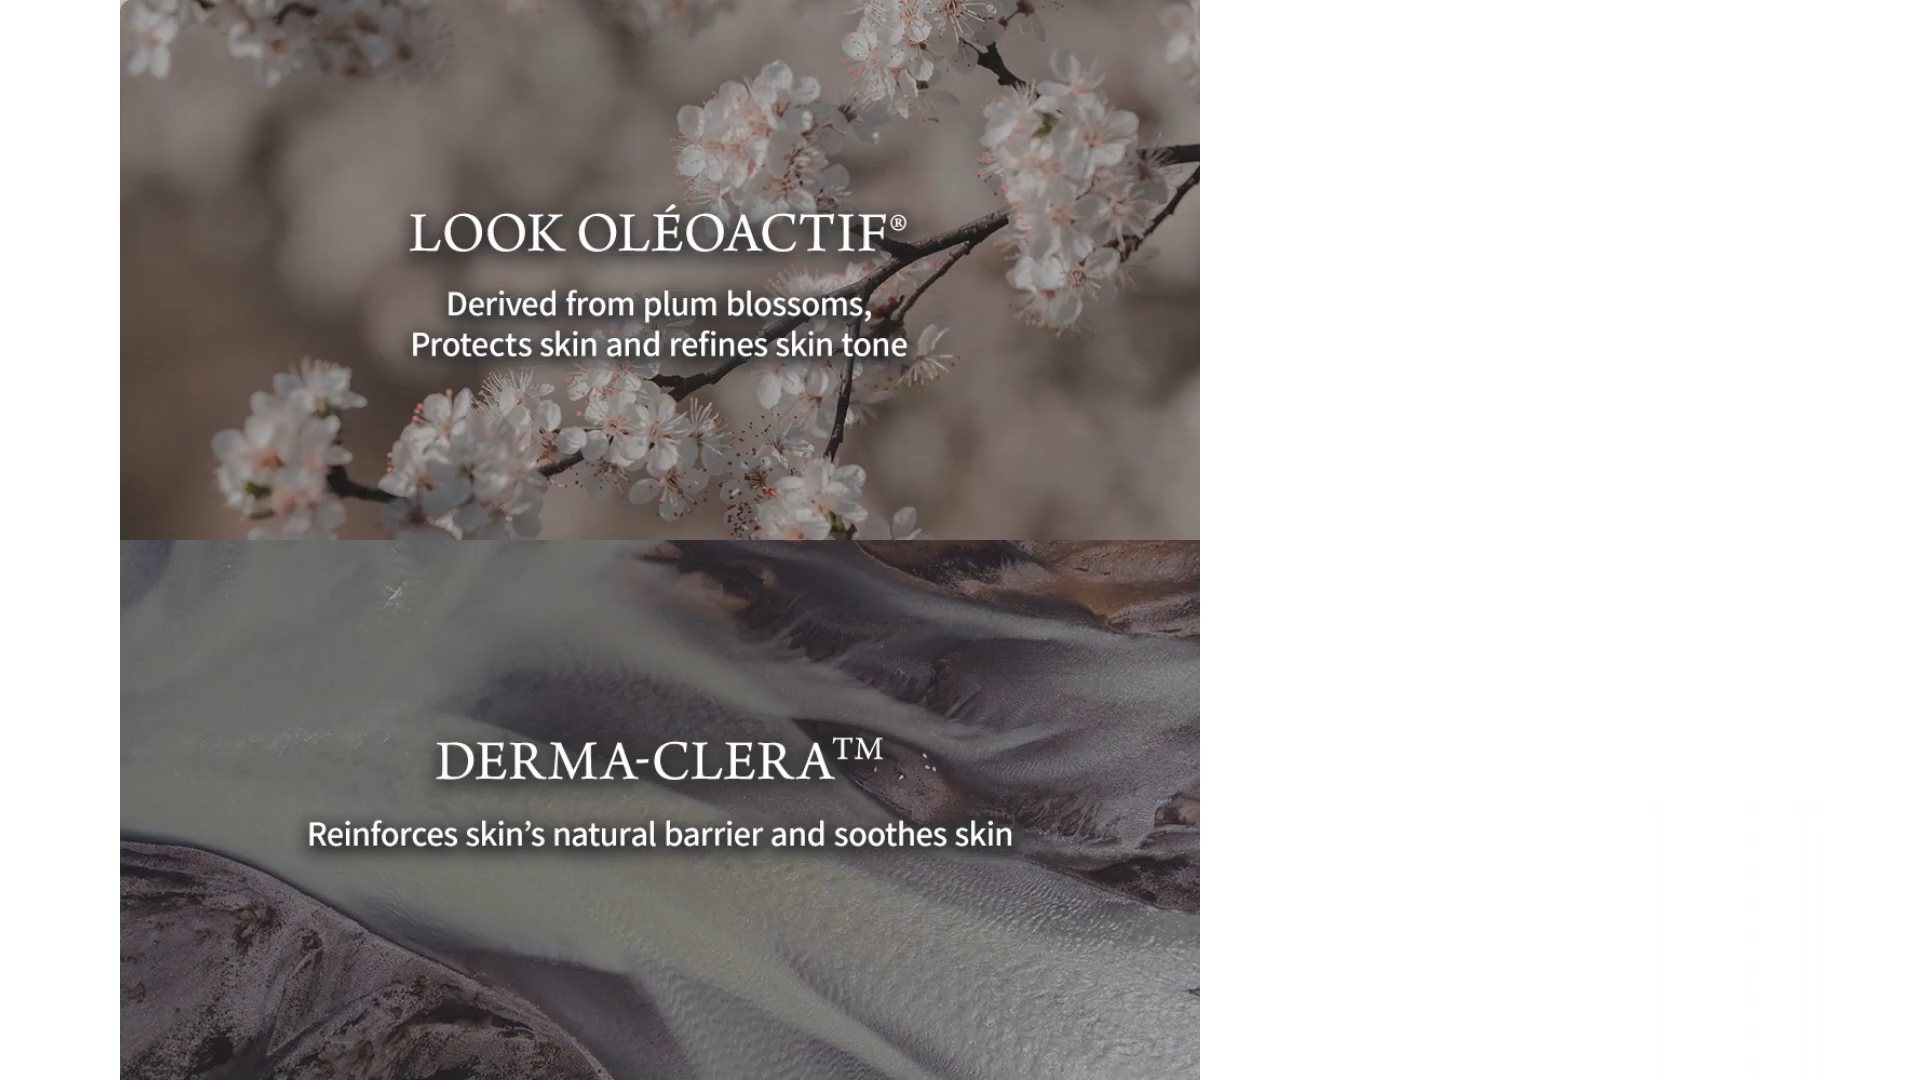 LOOK OLÉOACTIF®
Derived from plum blossoms,
Protects skin and refines skin tone
DERMA-CLERA™
Reinforces skin’s natural barrier and soothes skin